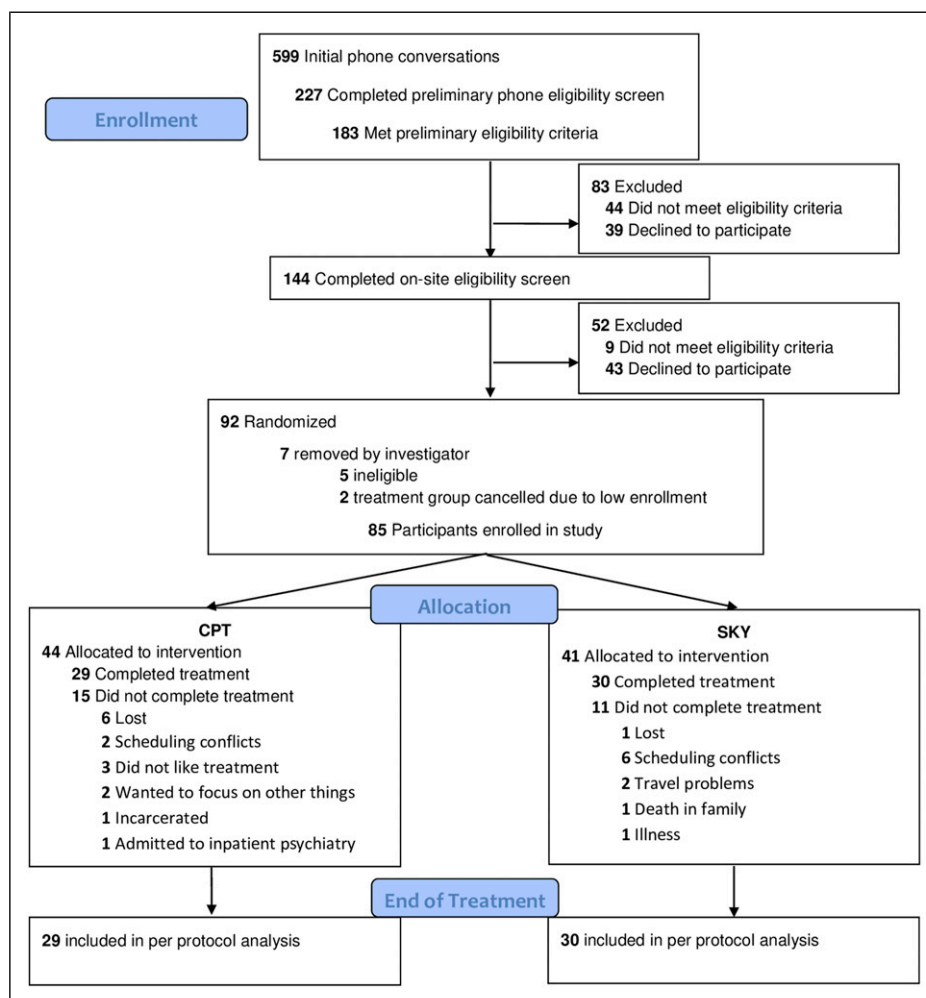 599 Initial phone conversations
227 Completed preliminary phone eligibility screen
183 Met preliminary eligibility criteria
Enrollment
83 Excluded
44 Did not meet eligibility criteria
39 Declined to participate
144 Completed on-site eligibility screen
52 Excluded
9 Did not meet eligibility criteria
43 Declined to participate
92 Randomized
7 removed by investigator
5 ineligible
2 treatment group cancelled due to low enrollment
85 Participants enrolled in study
Allocation
CPT
44 Allocated to intervention
29 Completed treatment
15 Did not complete treatment
6 Lost
2 Scheduling conflicts
3 Did not like treatment
2 Wanted to focus on other things
1 Incarcerated
1 Admitted to inpatient psychiatry
SKY
41 Allocated to intervention
30 Completed treatment
11 Did not complete treatment
1 Lost
6 Scheduling conflicts
2 Travel problems
1 Death in family
1 Illness
End of Treatment
29 included in per protocol analysis
30 included in per protocol analysis